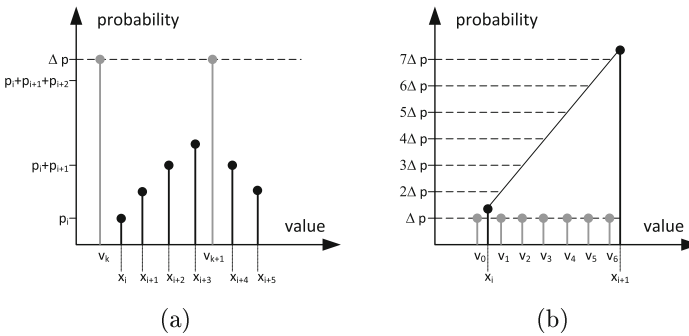 probability
Δ p
pᵢ+pᵢ₊₁+pᵢ₊₂
pᵢ+pᵢ₊₁
pᵢ
value
vₖ
vₖ₊₁
xᵢ
xᵢ₊₁
xᵢ₊₂
xᵢ₊₃
xᵢ₊₄
xᵢ₊₅
(a)
probability
7Δ p
6Δ p
5Δ p
4Δ p
3Δ p
2Δ p
Δ p
value
v₀
v₁
v₂
v₃
v₄
v₅
v₆
xᵢ
xᵢ₊₁
(b)